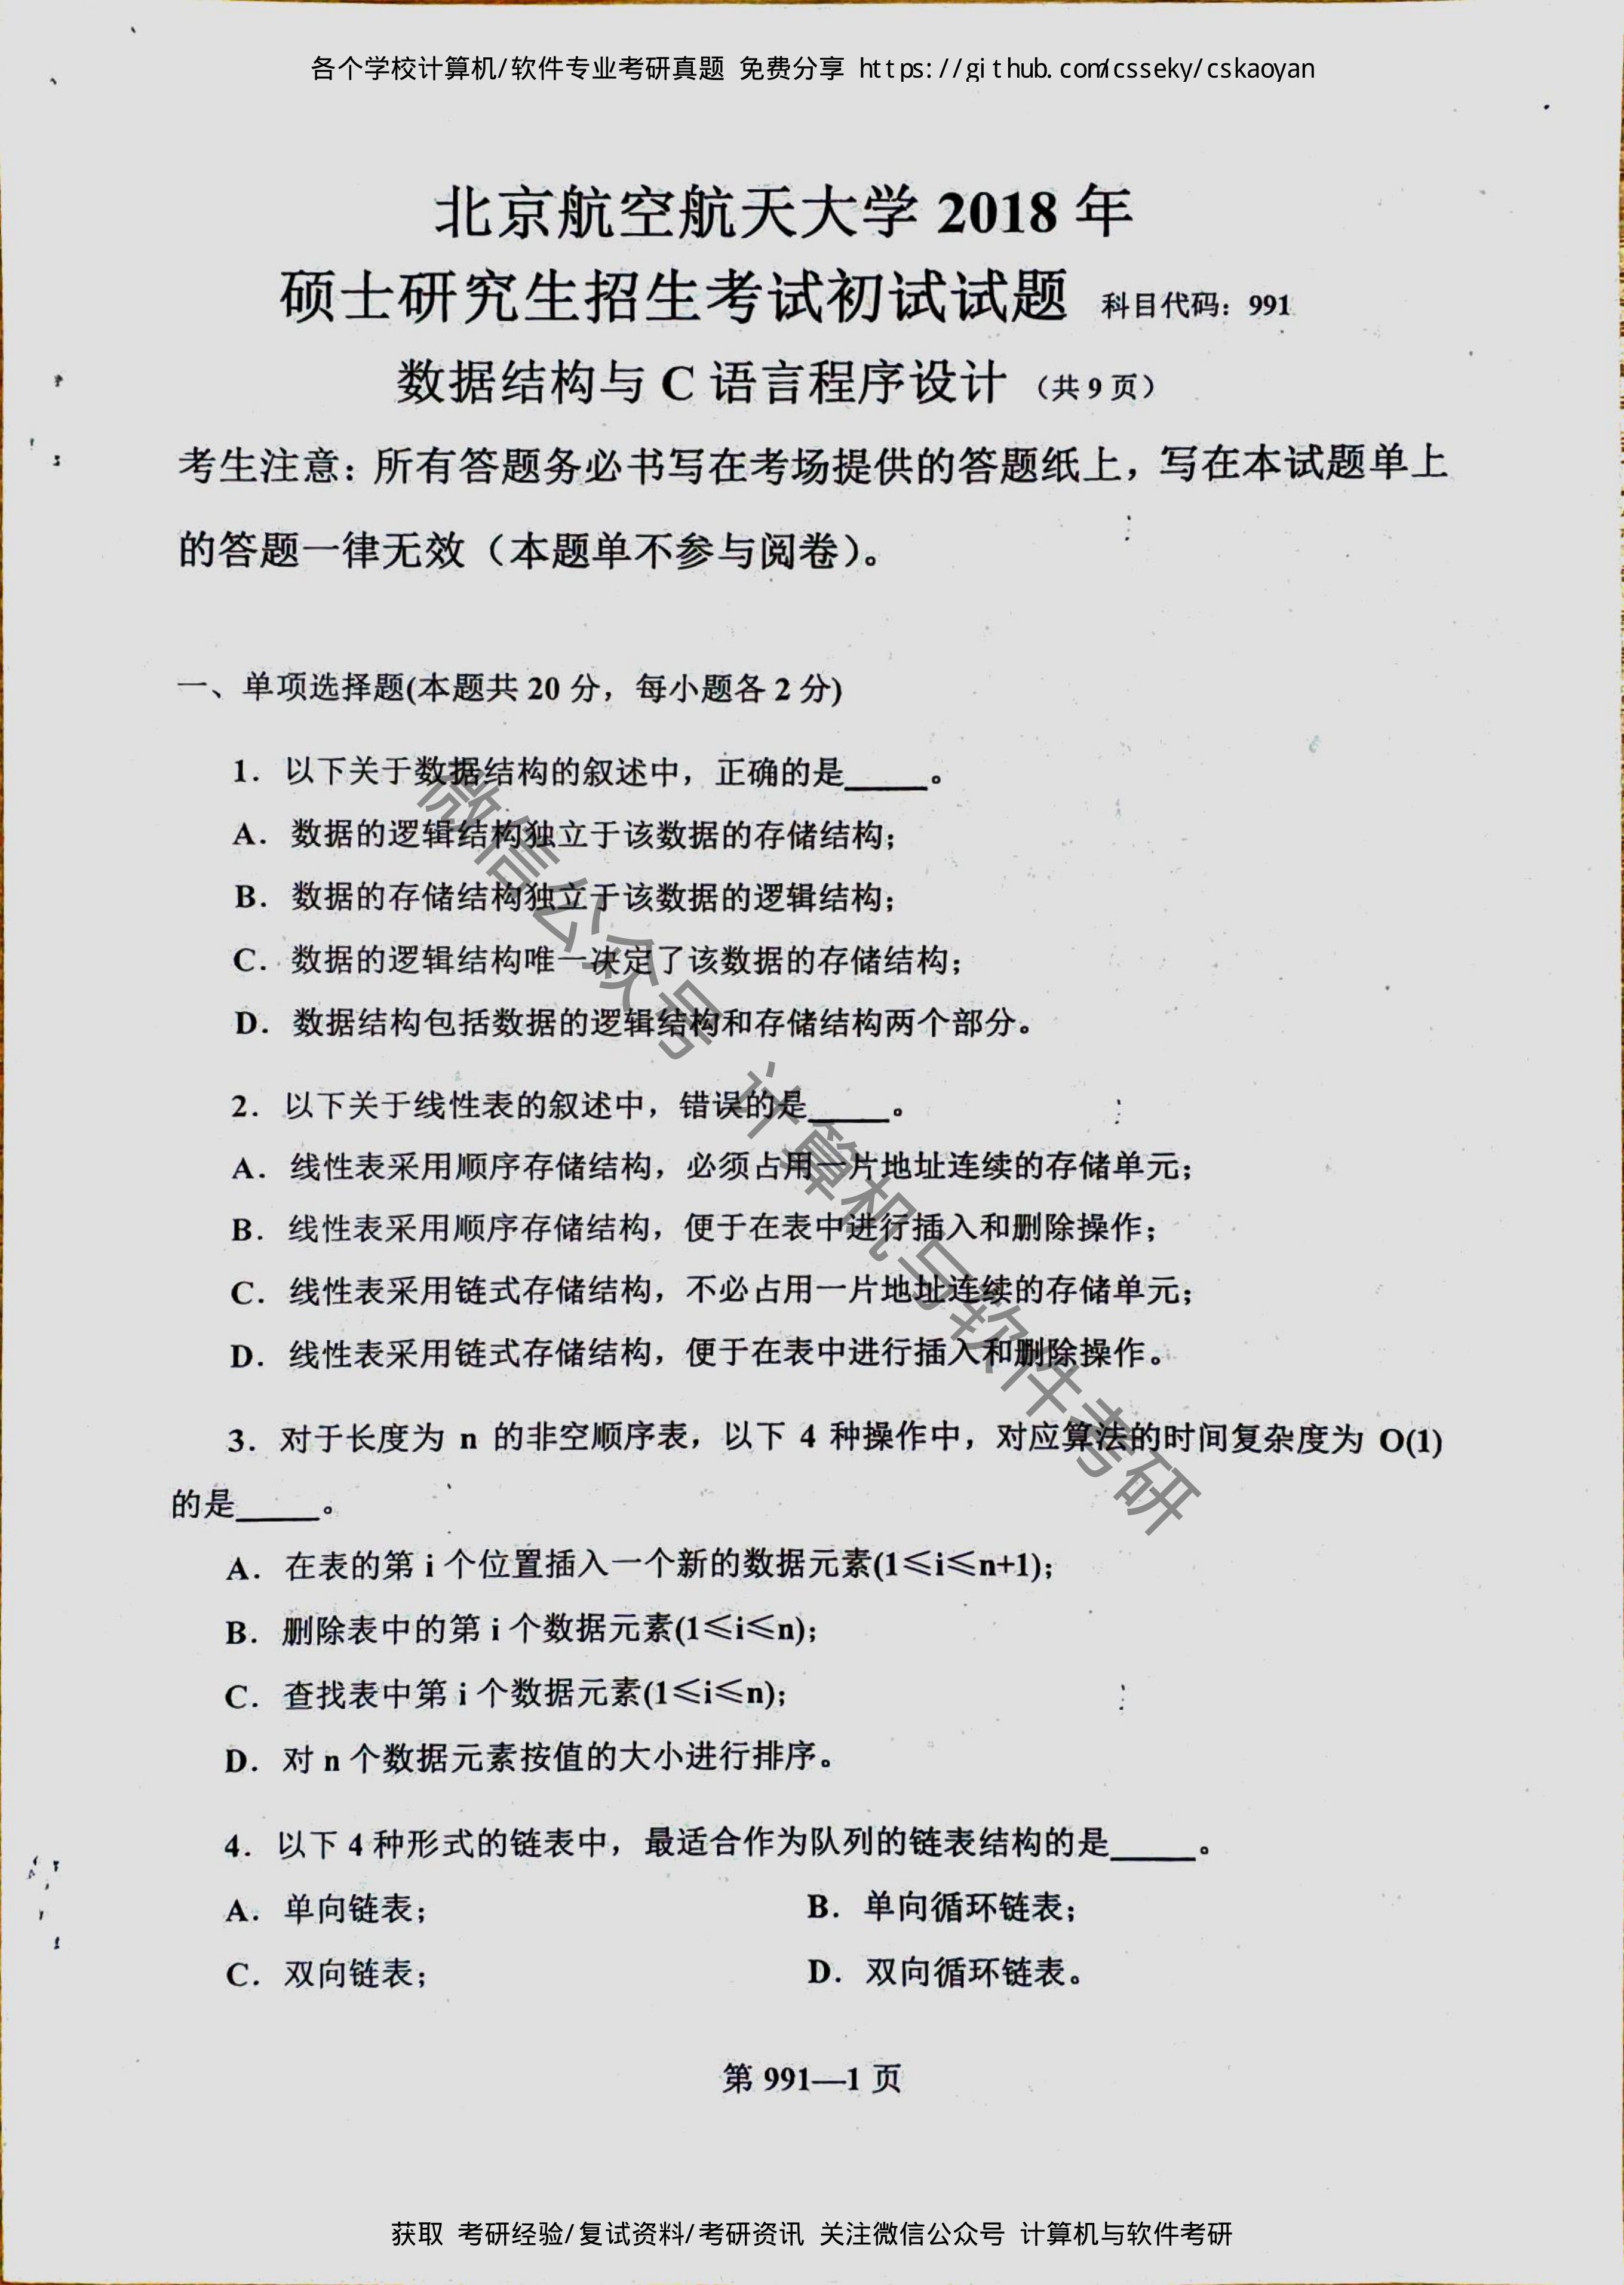 各个学校计算机/软件专业考研真题 免费分享 https://github.com/csseky/cskaoyan
北京航空航天大学 2018 年
硕士研究生招生考试初试试题 科目代码：991
数据结构与 C 语言程序设计 （共 9 页）
考生注意：所有答题务必书写在考场提供的答题纸上，写在本试题单上
的答题一律无效（本题单不参与阅卷）。
一、单项选择题(本题共 20 分，每小题各 2 分)
1．以下关于数据结构的叙述中，正确的是_____。
A．数据的逻辑结构独立于该数据的存储结构；
B．数据的存储结构独立于该数据的逻辑结构；
C．数据的逻辑结构唯一决定了该数据的存储结构；
D．数据结构包括数据的逻辑结构和存储结构两个部分。
2．以下关于线性表的叙述中，错误的是_____。
A．线性表采用顺序存储结构，必须占用一片地址连续的存储单元；
B．线性表采用顺序存储结构，便于在表中进行插入和删除操作；
C．线性表采用链式存储结构，不必占用一片地址连续的存储单元；
D．线性表采用链式存储结构，便于在表中进行插入和删除操作。
3．对于长度为 n 的非空顺序表，以下 4 种操作中，对应算法的时间复杂度为 O(1)
的是_____。
A．在表的第 i 个位置插入一个新的数据元素(1≤i≤n+1)；
B．删除表中的第 i 个数据元素(1≤i≤n)；
C．查找表中第 i 个数据元素(1≤i≤n)；
D．对 n 个数据元素按值的大小进行排序。
4．以下 4 种形式的链表中，最适合作为队列的链表结构的是_____。
A．单向链表； B．单向循环链表；
C．双向链表； D．双向循环链表。
第 991—1 页
获取 考研经验/复试资料/考研资讯 关注微信公众号 计算机与软件考研
微信公众号 计算机与软件考研